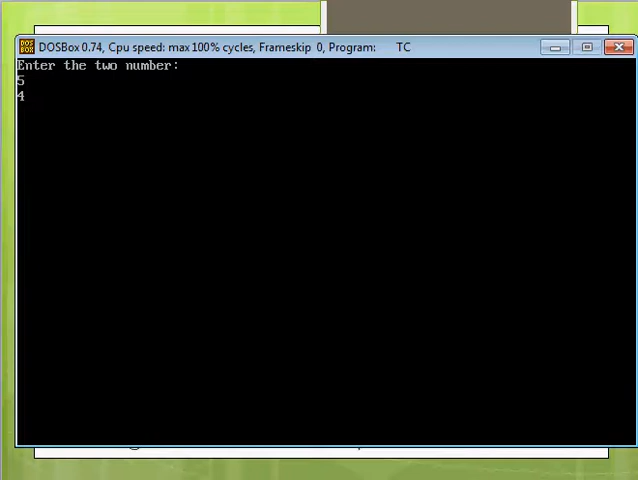 DOSBox 0.74, Cpu speed: max 100% cycles, Frameskip 0, Program: TC
Enter the two number:
5
4